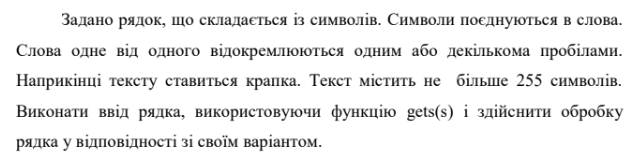 Задано рядок, що складається із символів. Символи поєднуються в слова.
Слова одне від одного відокремлюються одним або декількома пробілами.
Наприкінці тексту ставиться крапка. Текст містить не більше 255 символів.
Виконати ввід рядка, використовуючи функцію gets(s) і здійснити обробку
рядка у відповідності зі своїм варіантом.